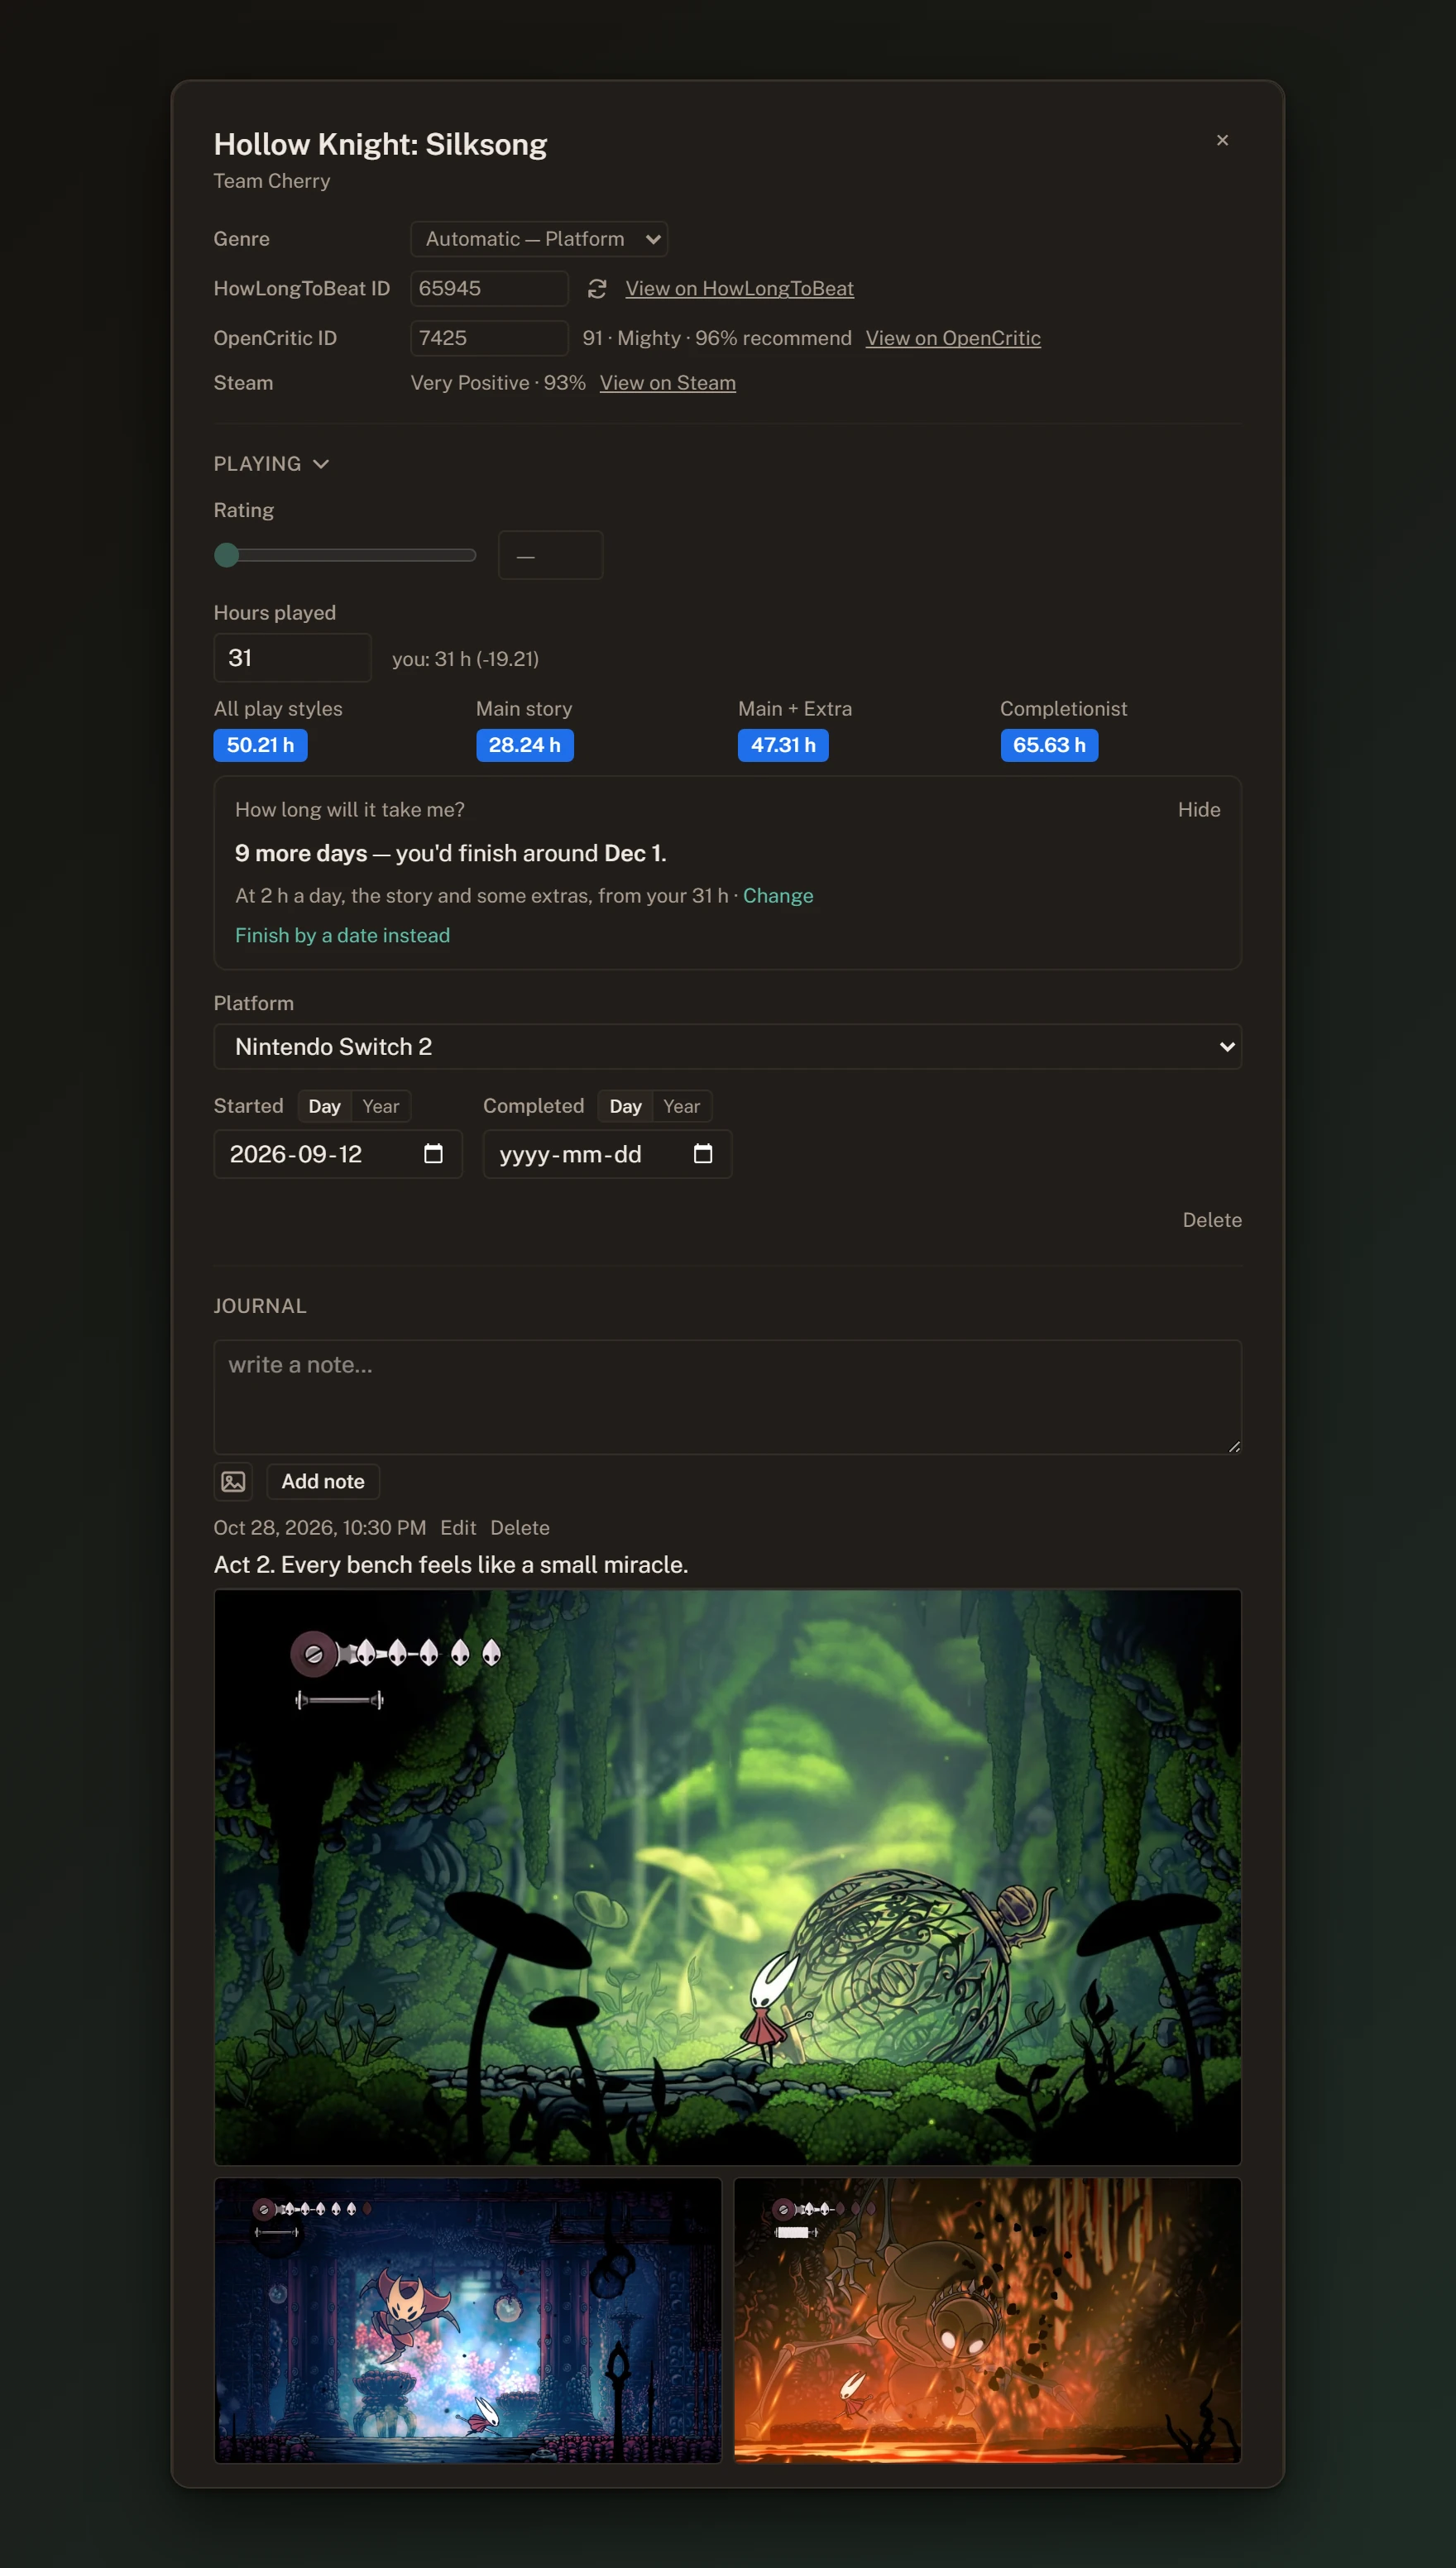 Hollow Knight: Silksong
×
Team Cherry
Genre Automatic — Platform
HowLongToBeat ID 65945 View on HowLongToBeat
OpenCritic ID 7425 91 · Mighty · 96% recommend View on OpenCritic
Steam Very Positive · 93% View on Steam
PLAYING
Rating
—
Hours played
31 you: 31 h (-19.21)
All play styles Main story Main + Extra Completionist
50.21 h 28.24 h 47.31 h 65.63 h
How long will it take me? Hide
9 more days — you'd finish around Dec 1.
At 2 h a day, the story and some extras, from your 31 h · Change
Finish by a date instead
Platform
Nintendo Switch 2
Started Day Year Completed Day Year
2026-09-12 yyyy-mm-dd
Delete
JOURNAL
write a note...
Add note
Oct 28, 2026, 10:30 PM Edit Delete
Act 2. Every bench feels like a small miracle.